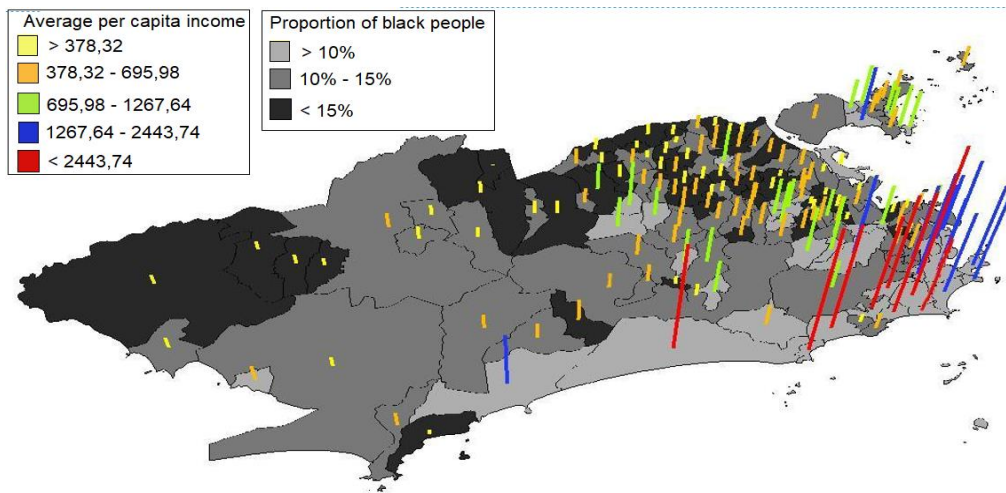 Average per capita income
> 378,32
378,32 - 695,98
695,98 - 1267,64
1267,64 - 2443,74
< 2443,74
Proportion of black people
> 10%
10% - 15%
< 15%